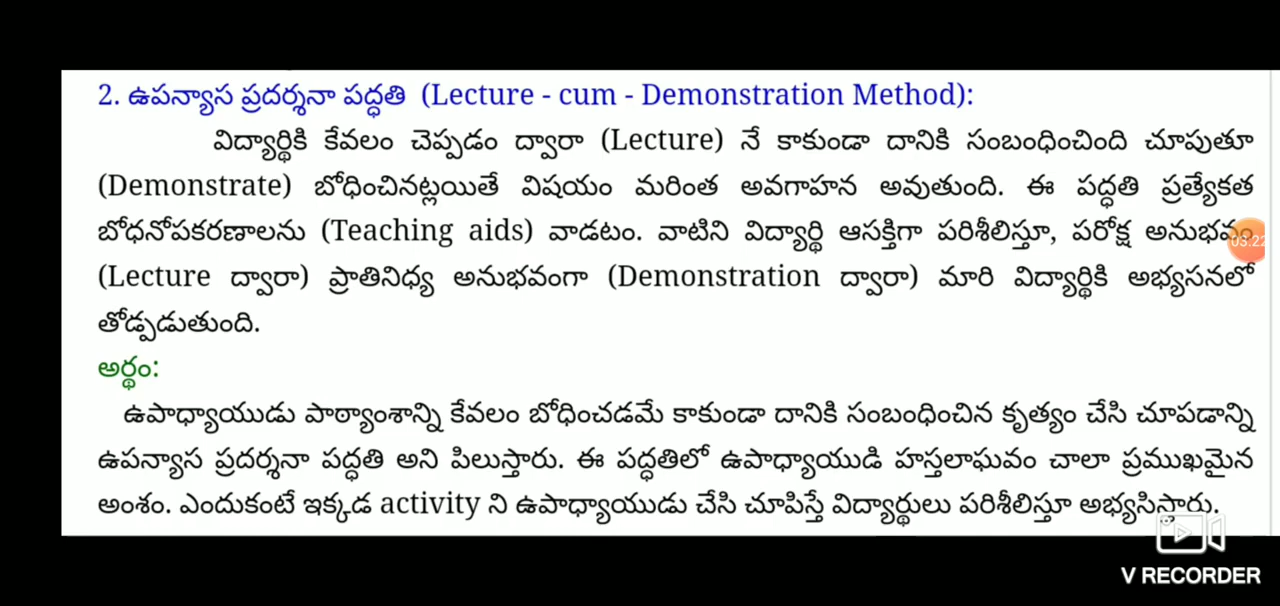 2. ఉపన్యాస ప్రదర్శనా పద్ధతి (Lecture - cum - Demonstration Method):
విద్యార్థికి కేవలం చెప్పడం ద్వారా (Lecture) నే కాకుండా దానికి సంబంధించింది చూపుతూ
(Demonstrate) బోధించినట్లయితే విషయం మరింత అవగాహన అవుతుంది. ఈ పద్ధతి ప్రత్యేకత
బోధనోపకరణాలను (Teaching aids) వాడటం. వాటిని విద్యార్థి ఆసక్తిగా పరిశీలిస్తూ, పరోక్ష అనుభవం
03:22
(Lecture ద్వారా) ప్రాతినిధ్య అనుభవంగా (Demonstration ద్వారా) మారి విద్యార్థికి అభ్యసనలో
తోడ్పడుతుంది.
అర్థం:
ఉపాధ్యాయుడు పాఠ్యాంశాన్ని కేవలం బోధించడమే కాకుండా దానికి సంబంధించిన కృత్యం చేసి చూపడాన్ని
ఉపన్యాస ప్రదర్శనా పద్ధతి అని పిలుస్తారు. ఈ పద్ధతిలో ఉపాధ్యాయుడి హస్తలాఘవం చాలా ప్రముఖమైన
అంశం. ఎందుకంటే ఇక్కడ activity ని ఉపాధ్యాయుడు చేసి చూపిస్తే విద్యార్థులు పరిశీలిస్తూ అభ్యసిస్తారు.
V RECORDER